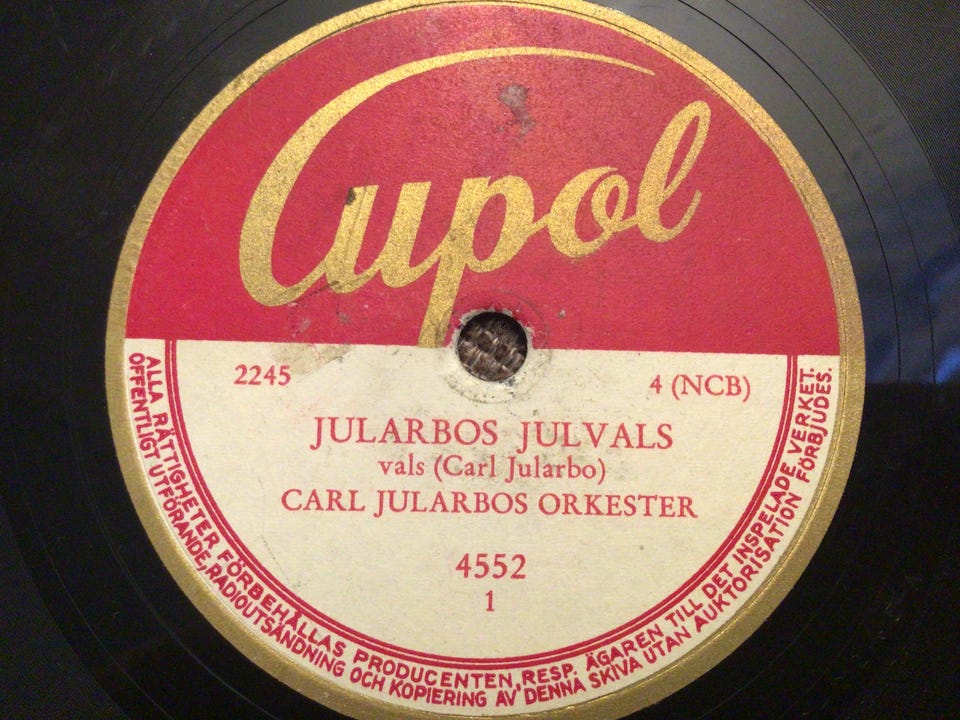 Cupol
2245
4 (NCB)
JULARBOS JULVALS
vals (Carl Jularbo)
CARL JULARBOS ORKESTER
4552
1
ALLA RÄTTIGHETER FÖRBEHÅLLAS PRODUCENTEN, RESP. ÄGAREN TILL DET INSPELADE VERKET.
OFFENTLIGT UTFÖRANDE, RADIOUTSÄNDNING OCH KOPIERING AV DENNA SKIVA UTAN AUKTORISATION FÖRBJUDES.